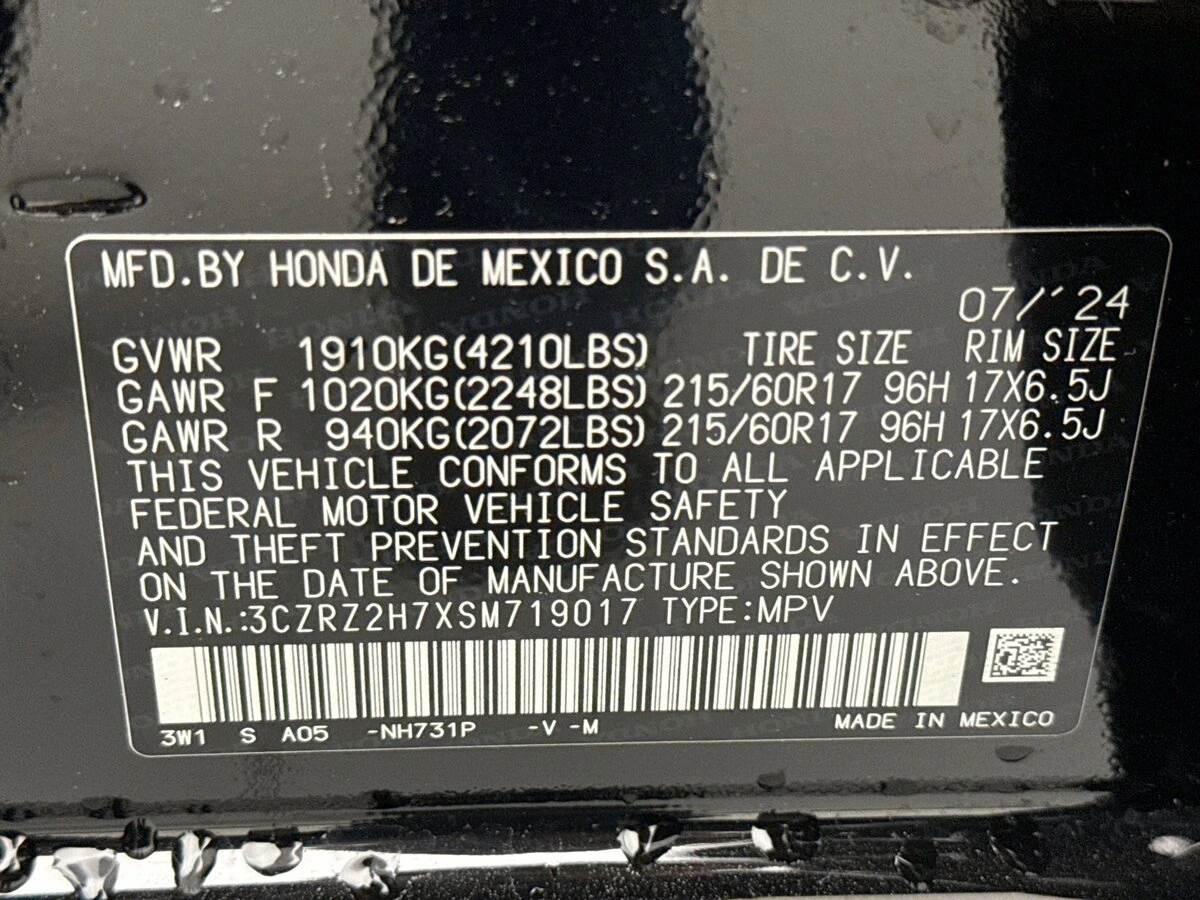 MFD.BY HONDA DE MEXICO S.A. DE C.V.
07/'24
GVWR 1910KG(4210LBS) TIRE SIZE RIM SIZE
GAWR F 1020KG(2248LBS) 215/60R17 96H 17X6.5J
GAWR R 940KG(2072LBS) 215/60R17 96H 17X6.5J
THIS VEHICLE CONFORMS TO ALL APPLICABLE
FEDERAL MOTOR VEHICLE SAFETY
AND THEFT PREVENTION STANDARDS IN EFFECT
ON THE DATE OF MANUFACTURE SHOWN ABOVE.
V.I.N.:3CZRZ2H7XSM719017 TYPE:MPV
3W1 S A05 -NH731P -V -M MADE IN MEXICO